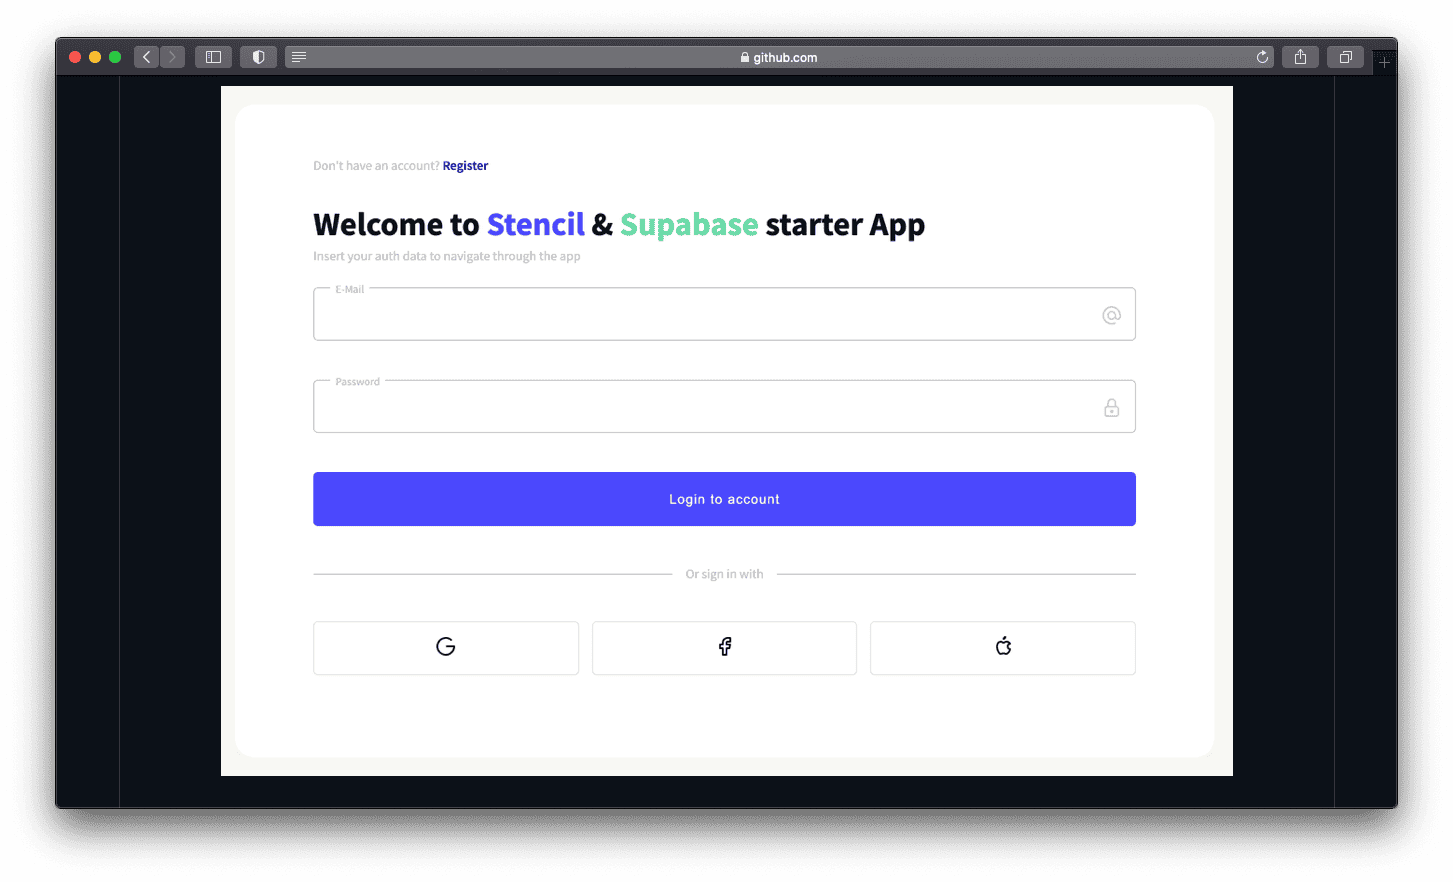 github.com
Don't have an account? Register
Welcome to Stencil & Supabase starter App
Insert your auth data to navigate through the app
E-Mail
Password
Login to account
Or sign in with